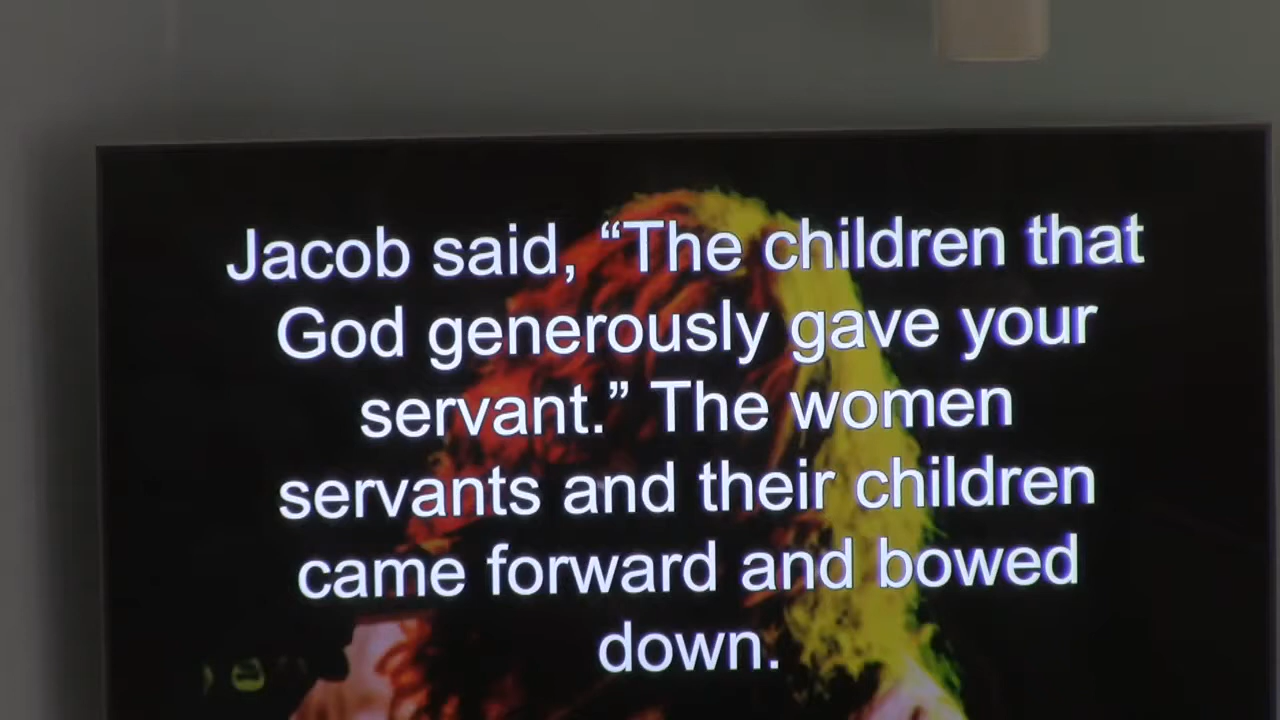 Jacob said, “The children that
God generously gave your
servant.” The women
servants and their children
came forward and bowed
down.